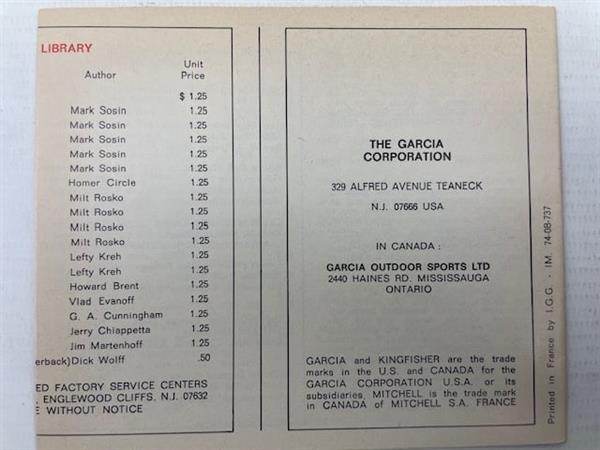 LIBRARY
Author Unit
Price
$ 1.25
Mark Sosin 1.25
Mark Sosin 1.25
Mark Sosin 1.25
Mark Sosin 1.25
Mark Sosin 1.25
Homer Circle 1.25
Milt Rosko 1.25
Milt Rosko 1.25
Milt Rosko 1.25
Milt Rosko 1.25
Lefty Kreh 1.25
Lefty Kreh 1.25
Howard Brent 1.25
Vlad Evanoff 1.25
G. A. Cunningham 1.25
Jerry Chiappetta 1.25
Jim Martenhoff 1.25
erback) Dick Wolff .50
ED FACTORY SERVICE CENTERS
. ENGLEWOOD CLIFFS, N.J. 07632
E WITHOUT NOTICE
THE GARCIA
CORPORATION
329 ALFRED AVENUE TEANECK
N.J. 07666 USA
IN CANADA :
GARCIA OUTDOOR SPORTS LTD
2440 HAINES RD. MISSISSAUGA
ONTARIO
GARCIA and KINGFISHER are the trade
marks in the U.S. and CANADA for the
GARCIA CORPORATION U.S.A. or its
subsidiaries. MITCHELL is the trade mark
in CANADA of MITCHELL S.A. FRANCE
Printed in France by I.G.G. - IM. 74-08-737